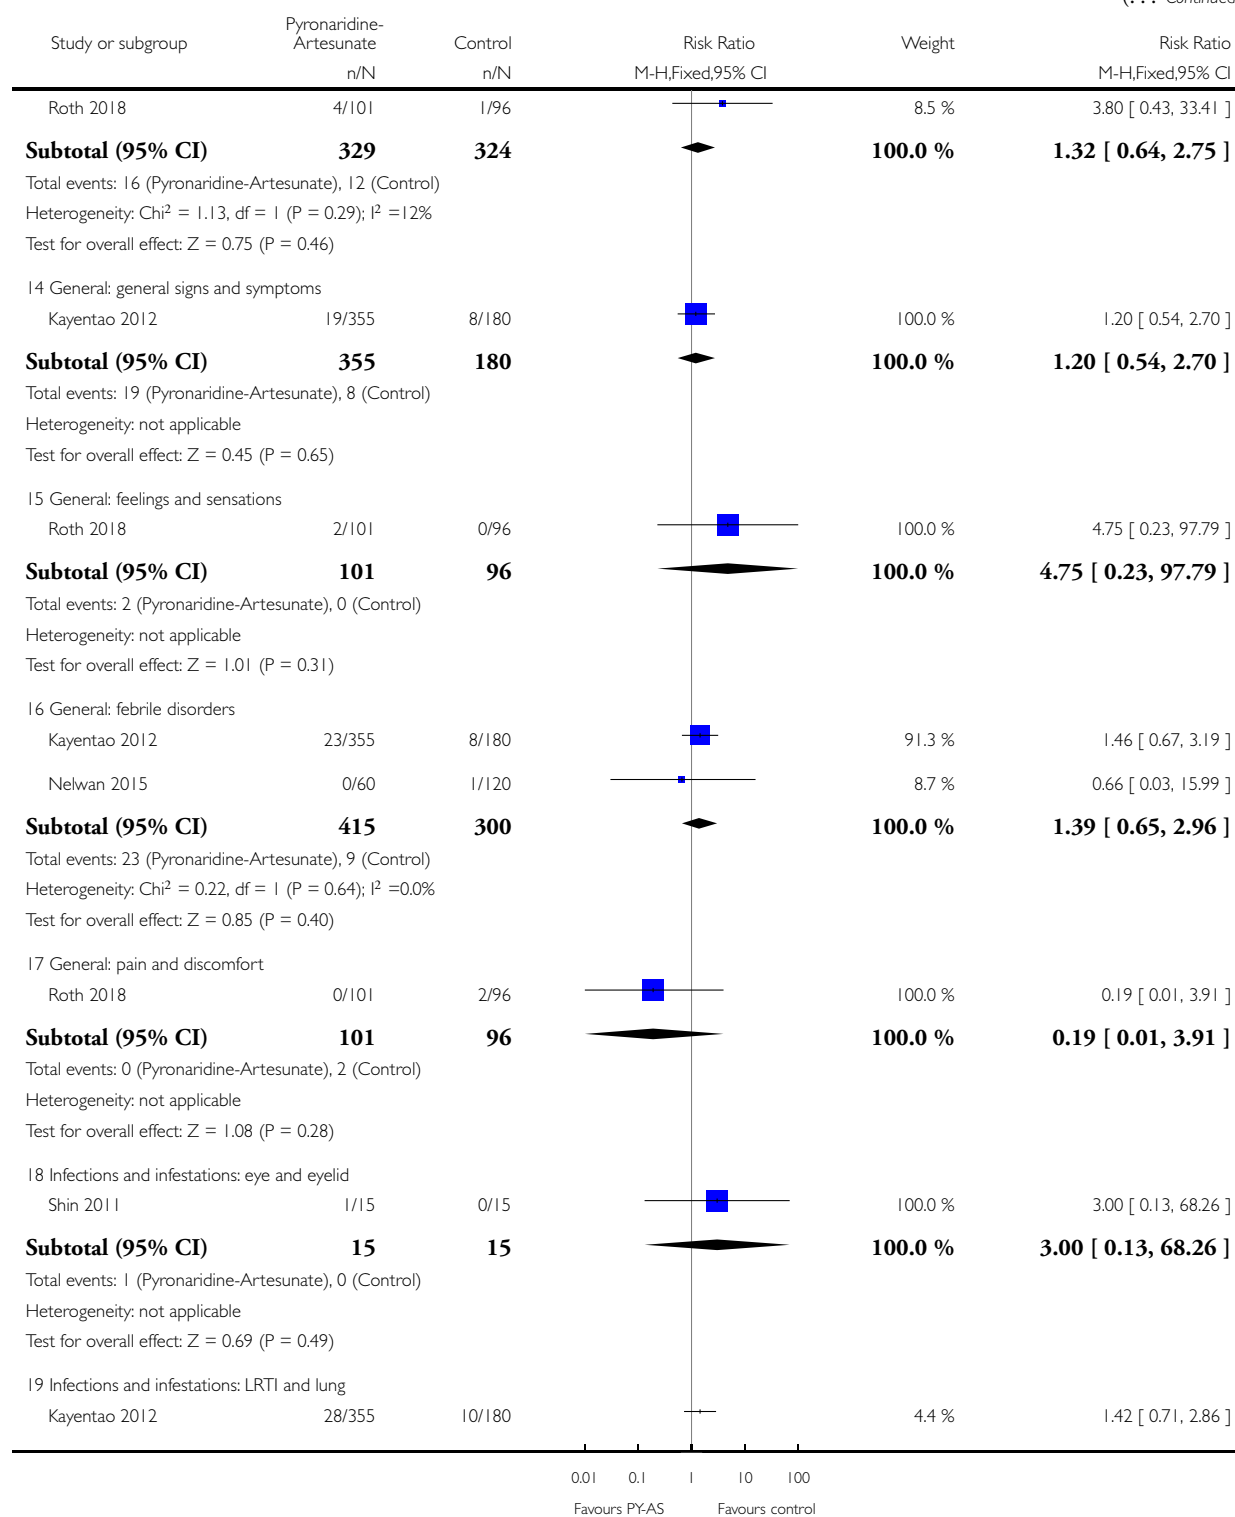 (. . . Continued
Study or subgroup Pyronaridine-Artesunate Control Risk Ratio Weight Risk Ratio
n/N n/N M-H,Fixed,95% CI M-H,Fixed,95% CI
Roth 2018 4/101 1/96 8.5 % 3.80 [ 0.43, 33.41 ]
Subtotal (95% CI) 329 324 100.0 % 1.32 [ 0.64, 2.75 ]
Total events: 16 (Pyronaridine-Artesunate), 12 (Control)
Heterogeneity: Chi² = 1.13, df = 1 (P = 0.29); I² =12%
Test for overall effect: Z = 0.75 (P = 0.46)
14 General: general signs and symptoms
Kayentao 2012 19/355 8/180 100.0 % 1.20 [ 0.54, 2.70 ]
Subtotal (95% CI) 355 180 100.0 % 1.20 [ 0.54, 2.70 ]
Total events: 19 (Pyronaridine-Artesunate), 8 (Control)
Heterogeneity: not applicable
Test for overall effect: Z = 0.45 (P = 0.65)
15 General: feelings and sensations
Roth 2018 2/101 0/96 100.0 % 4.75 [ 0.23, 97.79 ]
Subtotal (95% CI) 101 96 100.0 % 4.75 [ 0.23, 97.79 ]
Total events: 2 (Pyronaridine-Artesunate), 0 (Control)
Heterogeneity: not applicable
Test for overall effect: Z = 1.01 (P = 0.31)
16 General: febrile disorders
Kayentao 2012 23/355 8/180 91.3 % 1.46 [ 0.67, 3.19 ]
Nelwan 2015 0/60 1/120 8.7 % 0.66 [ 0.03, 15.99 ]
Subtotal (95% CI) 415 300 100.0 % 1.39 [ 0.65, 2.96 ]
Total events: 23 (Pyronaridine-Artesunate), 9 (Control)
Heterogeneity: Chi² = 0.22, df = 1 (P = 0.64); I² =0.0%
Test for overall effect: Z = 0.85 (P = 0.40)
17 General: pain and discomfort
Roth 2018 0/101 2/96 100.0 % 0.19 [ 0.01, 3.91 ]
Subtotal (95% CI) 101 96 100.0 % 0.19 [ 0.01, 3.91 ]
Total events: 0 (Pyronaridine-Artesunate), 2 (Control)
Heterogeneity: not applicable
Test for overall effect: Z = 1.08 (P = 0.28)
18 Infections and infestations: eye and eyelid
Shin 2011 1/15 0/15 100.0 % 3.00 [ 0.13, 68.26 ]
Subtotal (95% CI) 15 15 100.0 % 3.00 [ 0.13, 68.26 ]
Total events: 1 (Pyronaridine-Artesunate), 0 (Control)
Heterogeneity: not applicable
Test for overall effect: Z = 0.69 (P = 0.49)
19 Infections and infestations: LRTI and lung
Kayentao 2012 28/355 10/180 4.4 % 1.42 [ 0.71, 2.86 ]
0.01 0.1 1 10 100
Favours PY-AS Favours control